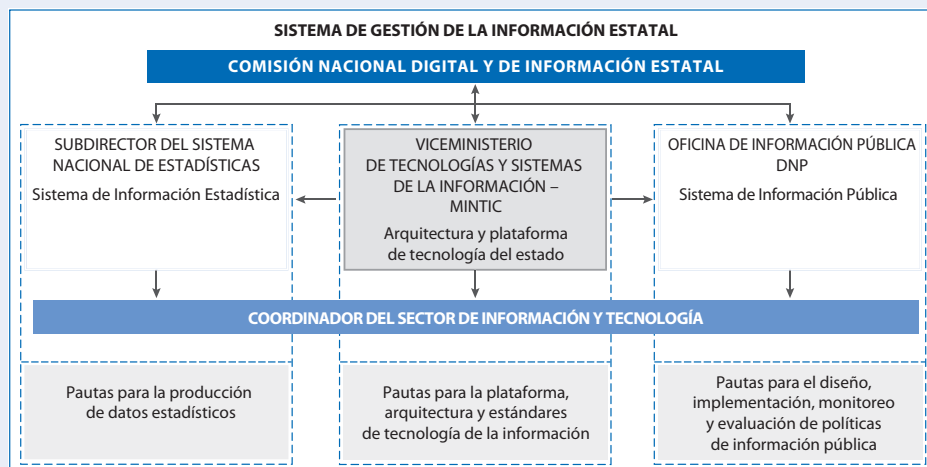 SISTEMA DE GESTIÓN DE LA INFORMACIÓN ESTATAL
COMISIÓN NACIONAL DIGITAL Y DE INFORMACIÓN ESTATAL
SUBDIRECTOR DEL SISTEMA
NACIONAL DE ESTADÍSTICAS
Sistema de Información Estadística
VICEMINISTERIO
DE TECNOLOGÍAS Y SISTEMAS
DE LA INFORMACIÓN –
MINTIC
Arquitectura y plataforma
de tecnología del estado
OFICINA DE INFORMACIÓN PÚBLICA
DNP
Sistema de Información Pública
COORDINADOR DEL SECTOR DE INFORMACIÓN Y TECNOLOGÍA
Pautas para la producción
de datos estadísticos
Pautas para la plataforma,
arquitectura y estándares
de tecnología de la información
Pautas para el diseño,
implementación, monitoreo
y evaluación de políticas
de información pública